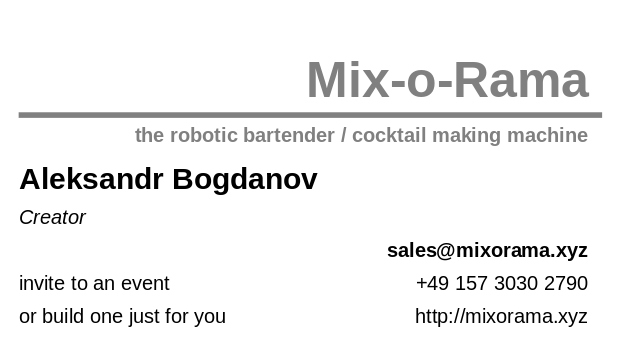 Mix-o-Rama
the robotic bartender / cocktail making machine
Aleksandr Bogdanov
Creator
sales@mixorama.xyz
invite to an event +49 157 3030 2790
or build one just for you http://mixorama.xyz